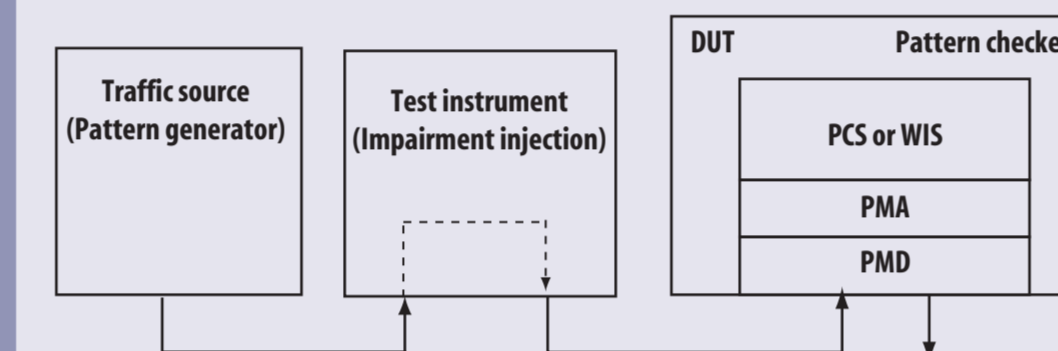 Traffic source
(Pattern generator)
Test instrument
(Impairment injection)
DUT
Pattern checke
PCS or WIS
PMA
PMD